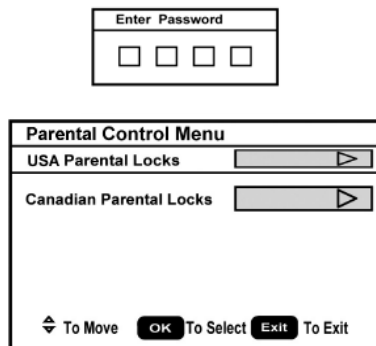 Enter Password
Parental Control Menu
USA Parental Locks
Canadian Parental Locks
To Move OK To Select Exit To Exit